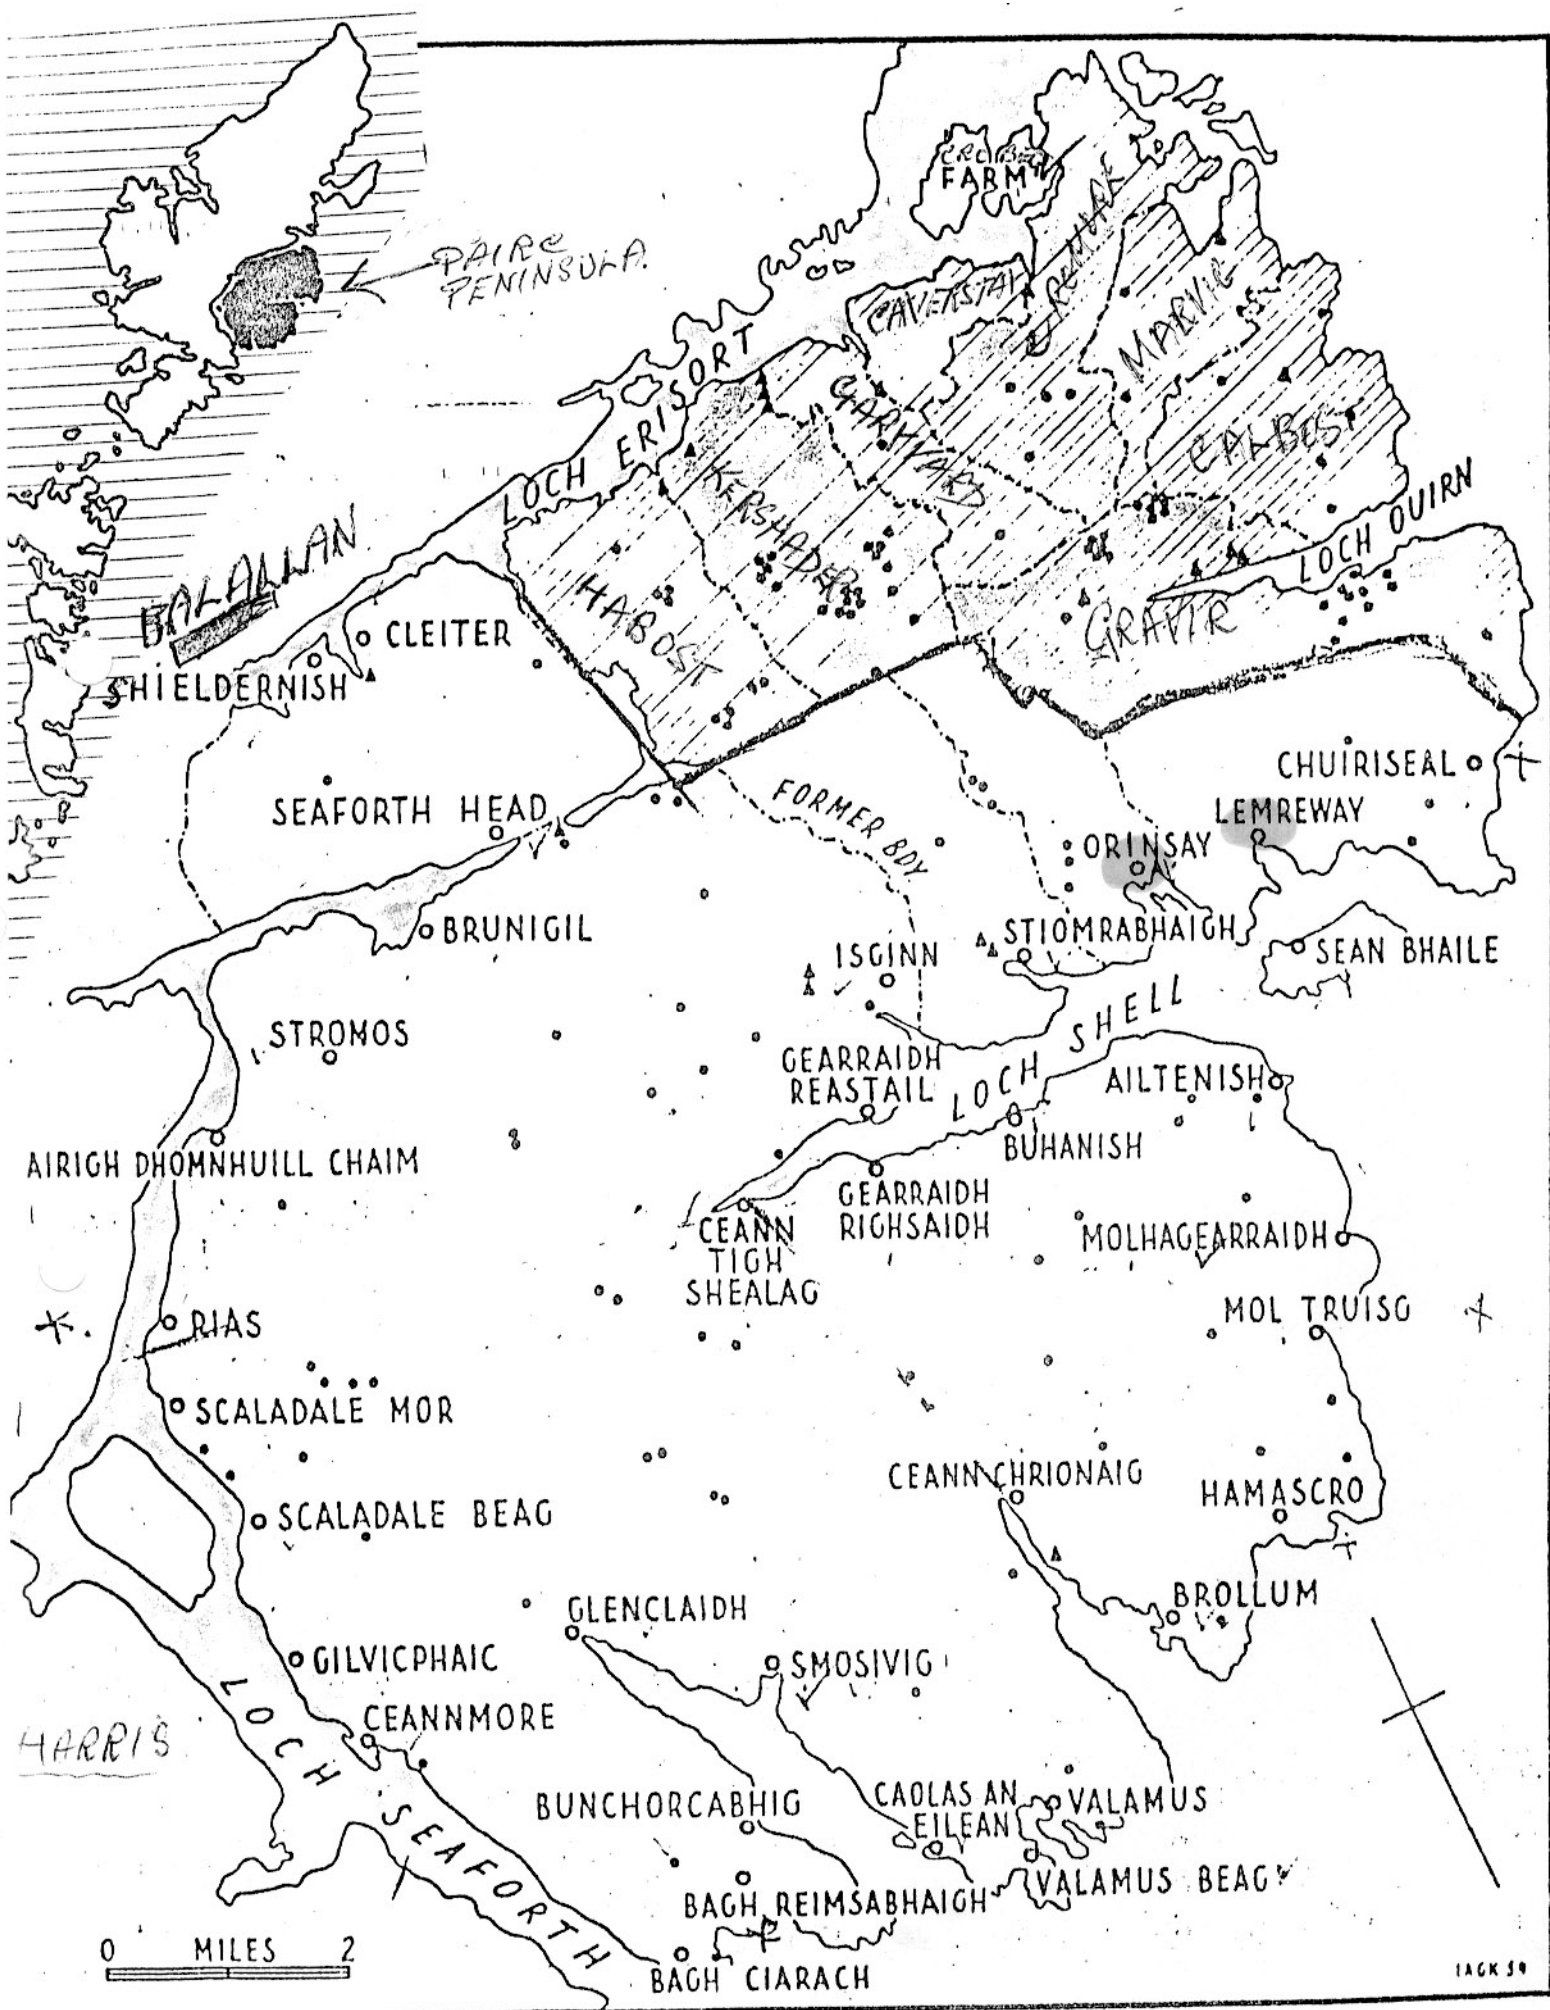 PAIRC
PENINSULA.
FARM
CAVERSTAY
MARVIG
LOCH ERISORT
GARYVARD
CALBOST
KERSHADER
LOCH OUIRN
BALALLAN
HABOST
GRAVIR
CLEITER
SHIELDERNISH
CHUIRISEAL
SEAFORTH HEAD
FORMER BDY
LEMREWAY
ORINSAY
BRUNIGIL
STIOMRABHAIGH
ISGINN
SEAN BHAILE
STROMOS
LOCH SHELL
GEARRAIDH
REASTAIL
AILTENISH
BUHANISH
AIRIGH DHOMNHUILL CHAIM
GEARRAIDH
RIGHSAIDH
CEANN
TIGH
SHEALAG
MOLHAGEARRAIDH
MOL TRUISG
RIAS
SCALADALE MOR
CEANN CHRIONAIG
HAMASCRO
SCALADALE BEAG
BROLLUM
GLENCLAIDH
GILVICPHAIC
SMOSIVIG
CEANNMORE
HARRIS
LOCH SEAFORTH
BUNCHORCABHIG
CAOLAS AN
EILEAN
VALAMUS
VALAMUS BEAG
BAGH REIMSABHAIGH
0 MILES 2
BAGH CIARACH